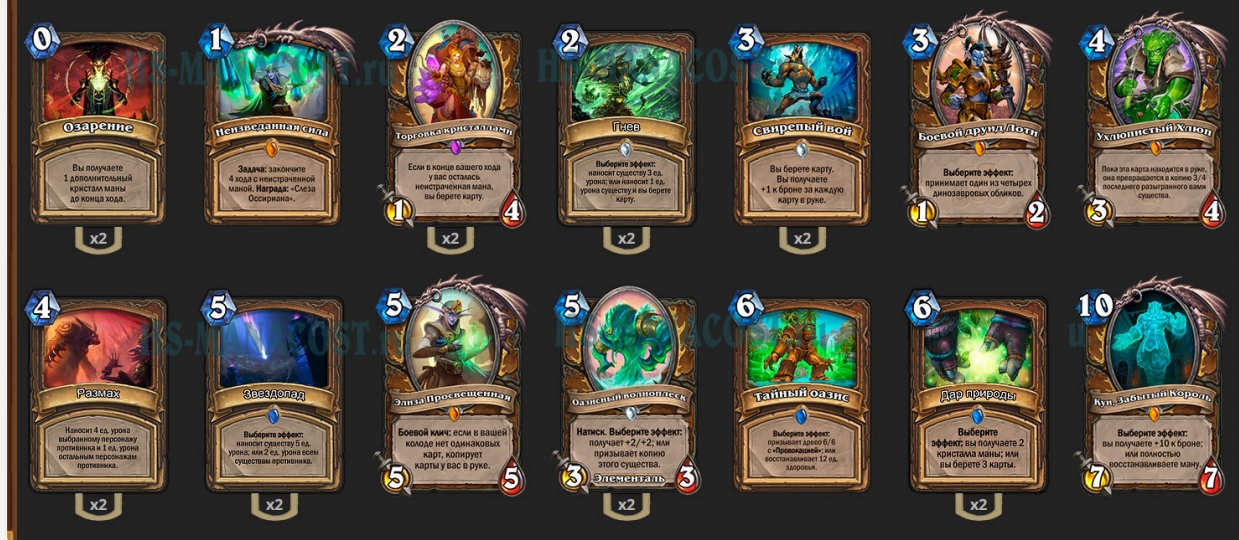 0
Озарение
Вы получаете
1 дополнительный
кристал маны
до конца хода.
x2
1
Неизведанная сила
Задача: закончите
4 хода с неистраченной
маной. Награда: «Слеза
Оссириана».
2
Торговка кристаллами
Если в конце вашего хода
у вас осталась
неистраченная мана,
вы берете карту.
1
4
x2
2
Гнев
Выберите эффект:
наносит существу 3 ед.
урона; или наносит 1 ед.
урона существу и вы берете
карту.
x2
3
Свирепый вой
Вы берете карту.
Вы получаете
+1 к броне за каждую
карту в руке.
x2
3
Боевой друид Лоти
Выберите эффект:
принимает один из четырех
динозавровых обликов.
1
2
4
Ухлюпистый Хлюп
Пока эта карта находится в руке,
она превращается в копию 3/4
последнего разыгранного вами
существа.
3
4
HS-MANACOST.ru
4
Размах
Наносит 4 ед. урона
выбранному персонажу
противника и 1 ед. урона
остальным персонажам
противника.
x2
5
Звездопад
Выберите эффект:
наносит существу 5 ед.
урона; или 2 ед. урона всем
существам противника.
x2
5
Элиза Просвещенная
Боевой клич: если в вашей
колоде нет одинаковых
карт, копирует
карты у вас в руке.
5
5
5
Оазисный волноплеск
Натиск. Выберите эффект:
получает +2/+2; или
призывает копию
этого существа.
3
Элементаль
3
x2
6
Тайный оазис
Выберите эффект:
призывает древо 6/6
с «Провокацией»; или
восстанавливает 12 ед.
здоровья.
6
Дар природы
Выберите
эффект: вы получаете 2
кристалла маны; или
вы берете 3 карты.
x2
10
Кун, Забытый Король
Выберите эффект:
вы получаете +10 к броне;
или полностью
восстанавливаете ману.
7
7